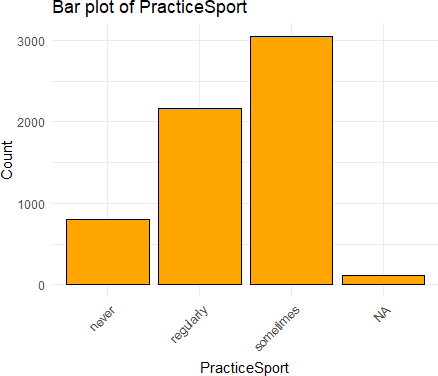 Bar plot of PracticeSport
3000
2000
1000
0
Count
never
regularly
sometimes
NA
PracticeSport